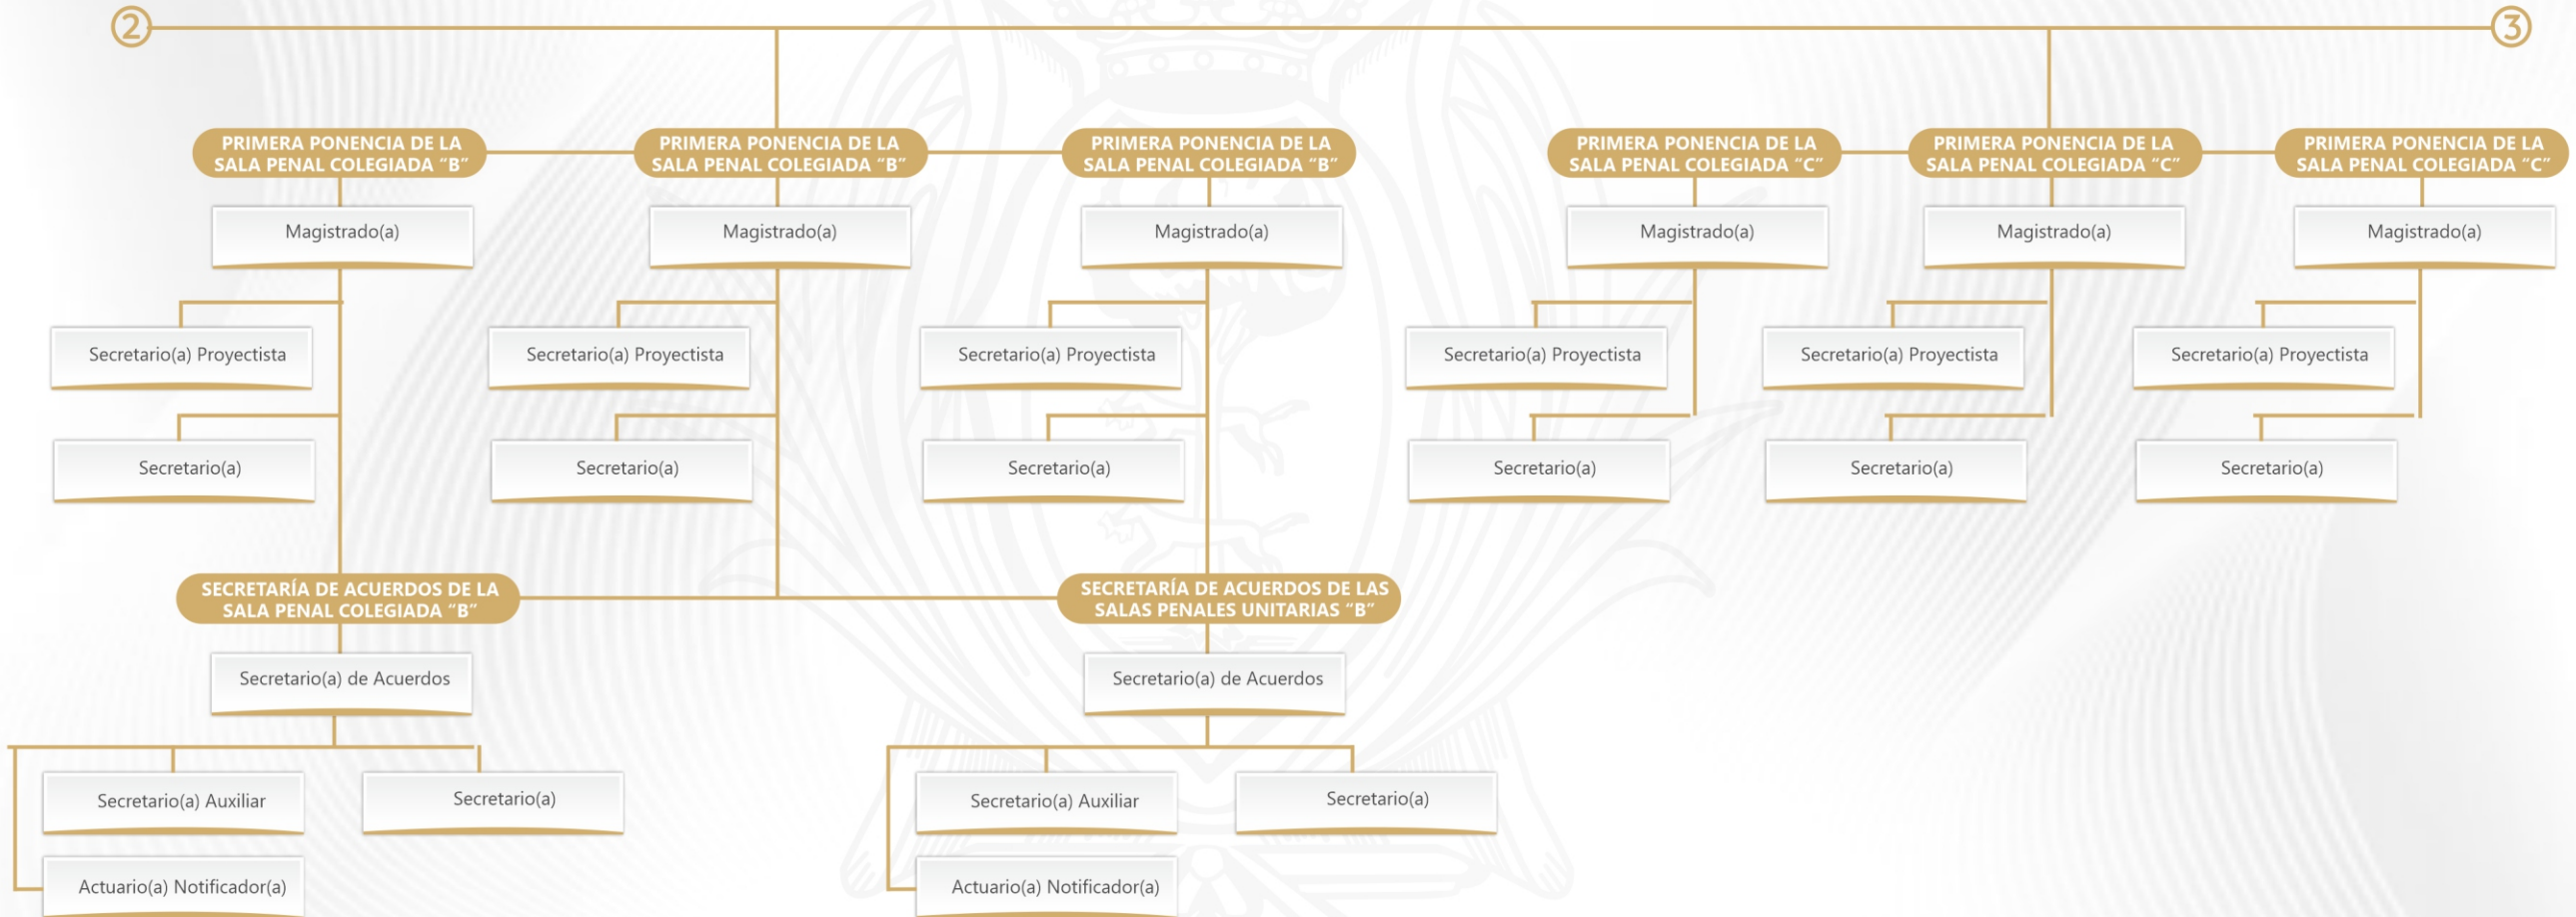 2
3
PRIMERA PONENCIA DE LA
SALA PENAL COLEGIADA “B”
PRIMERA PONENCIA DE LA
SALA PENAL COLEGIADA “B”
PRIMERA PONENCIA DE LA
SALA PENAL COLEGIADA “B”
PRIMERA PONENCIA DE LA
SALA PENAL COLEGIADA “C”
PRIMERA PONENCIA DE LA
SALA PENAL COLEGIADA “C”
PRIMERA PONENCIA DE LA
SALA PENAL COLEGIADA “C”
Magistrado(a)
Magistrado(a)
Magistrado(a)
Magistrado(a)
Magistrado(a)
Magistrado(a)
Secretario(a) Proyectista
Secretario(a) Proyectista
Secretario(a) Proyectista
Secretario(a) Proyectista
Secretario(a) Proyectista
Secretario(a) Proyectista
Secretario(a)
Secretario(a)
Secretario(a)
Secretario(a)
Secretario(a)
Secretario(a)
SECRETARÍA DE ACUERDOS DE LA
SALA PENAL COLEGIADA “B”
SECRETARÍA DE ACUERDOS DE LAS
SALAS PENALES UNITARIAS “B”
Secretario(a) de Acuerdos
Secretario(a) de Acuerdos
Secretario(a) Auxiliar
Secretario(a)
Secretario(a) Auxiliar
Secretario(a)
Actuario(a) Notificador(a)
Actuario(a) Notificador(a)